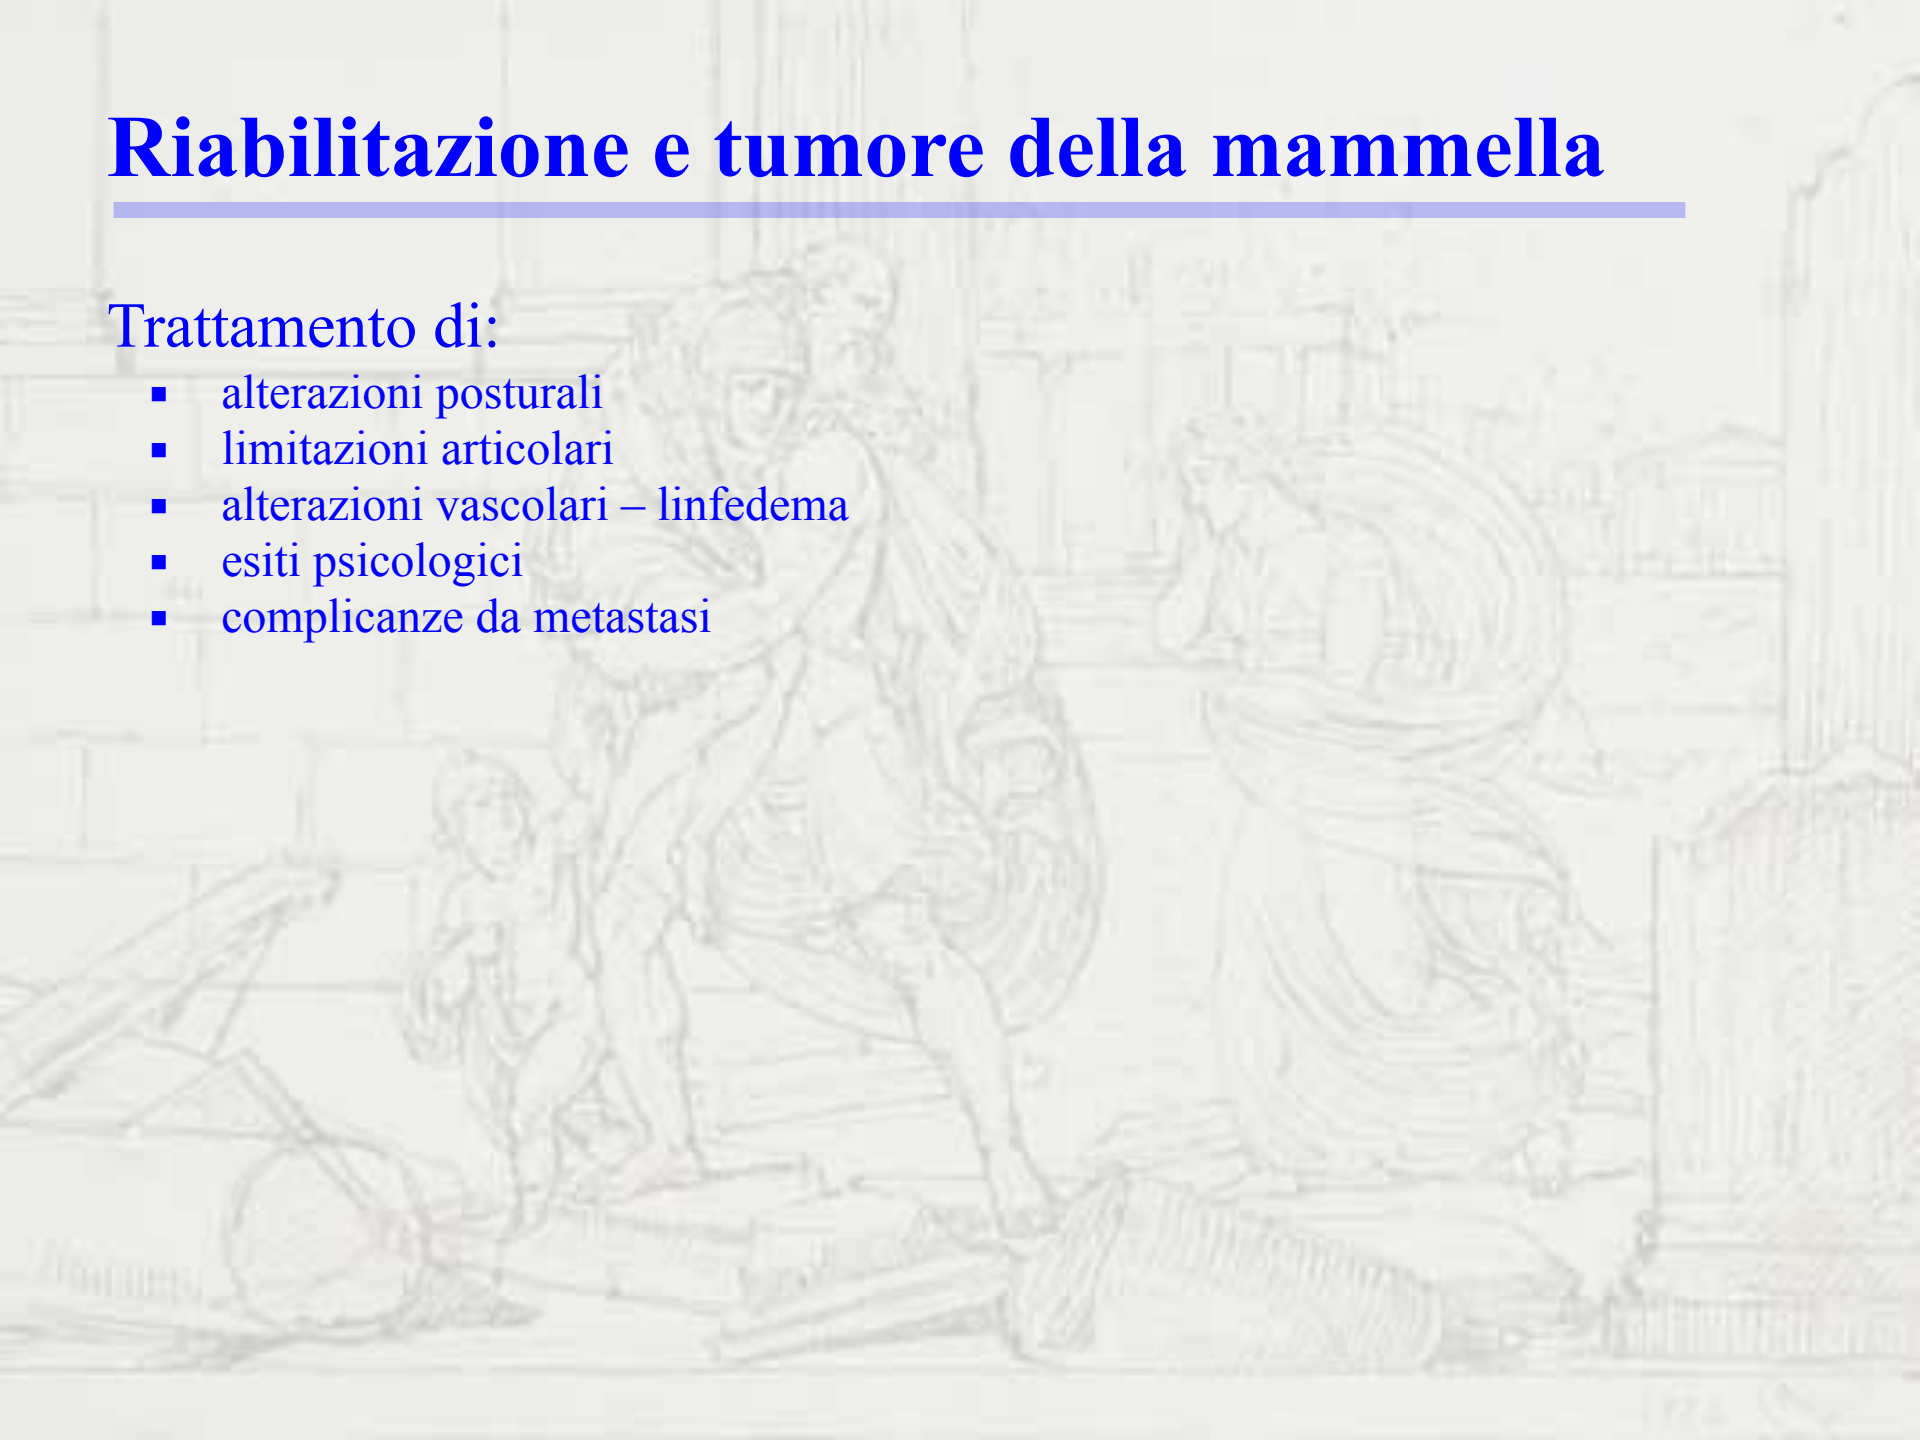 Riabilitazione e tumore della mammella
Trattamento di:
▪ alterazioni posturali
▪ limitazioni articolari
▪ alterazioni vascolari – linfedema
▪ esiti psicologici
▪ complicanze da metastasi